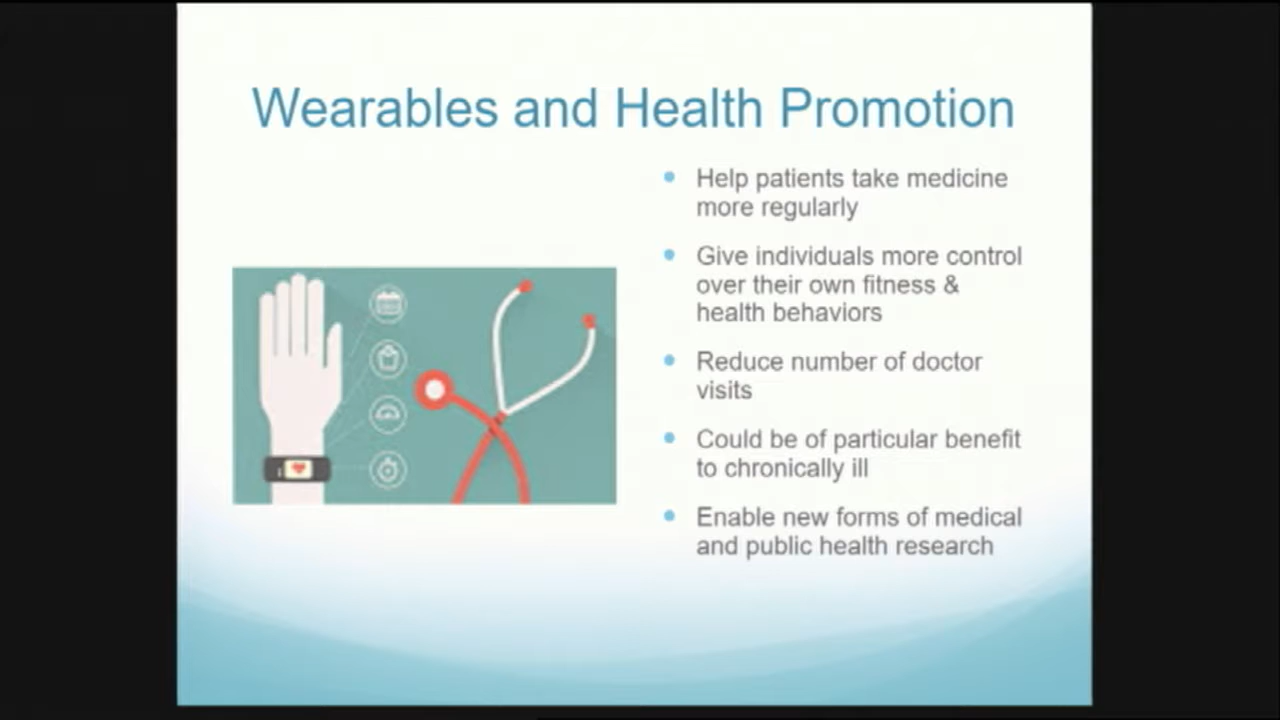 Wearables and Health Promotion
Help patients take medicine
more regularly
Give individuals more control
over their own fitness &
health behaviors
Reduce number of doctor
visits
Could be of particular benefit
to chronically ill
Enable new forms of medical
and public health research